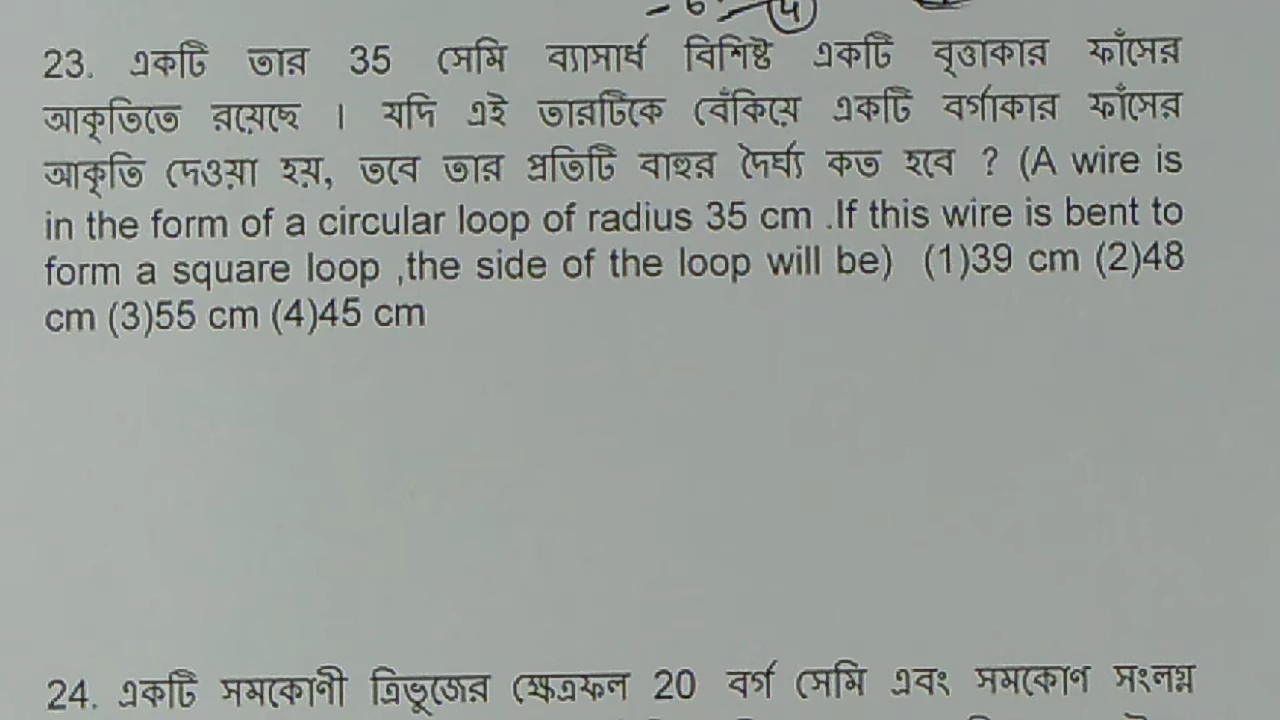 23. একটি তার 35 সেমি ব্যাসার্ধ বিশিষ্ট একটি বৃত্তাকার ফাঁসের
আকৃতিতে রয়েছে । যদি এই তারটিকে বেঁকিয়ে একটি বর্গাকার ফাঁসের
আকৃতি দেওয়া হয়, তবে তার প্রতিটি বাহুর দৈর্ঘ্য কত হবে ? (A wire is
in the form of a circular loop of radius 35 cm .If this wire is bent to
form a square loop ,the side of the loop will be) (1)39 cm (2)48
cm (3)55 cm (4)45 cm
24. একটি সমকোণী ত্রিভূজের ক্ষেত্রফল 20 বর্গ সেমি এবং সমকোণ সংলগ্ন